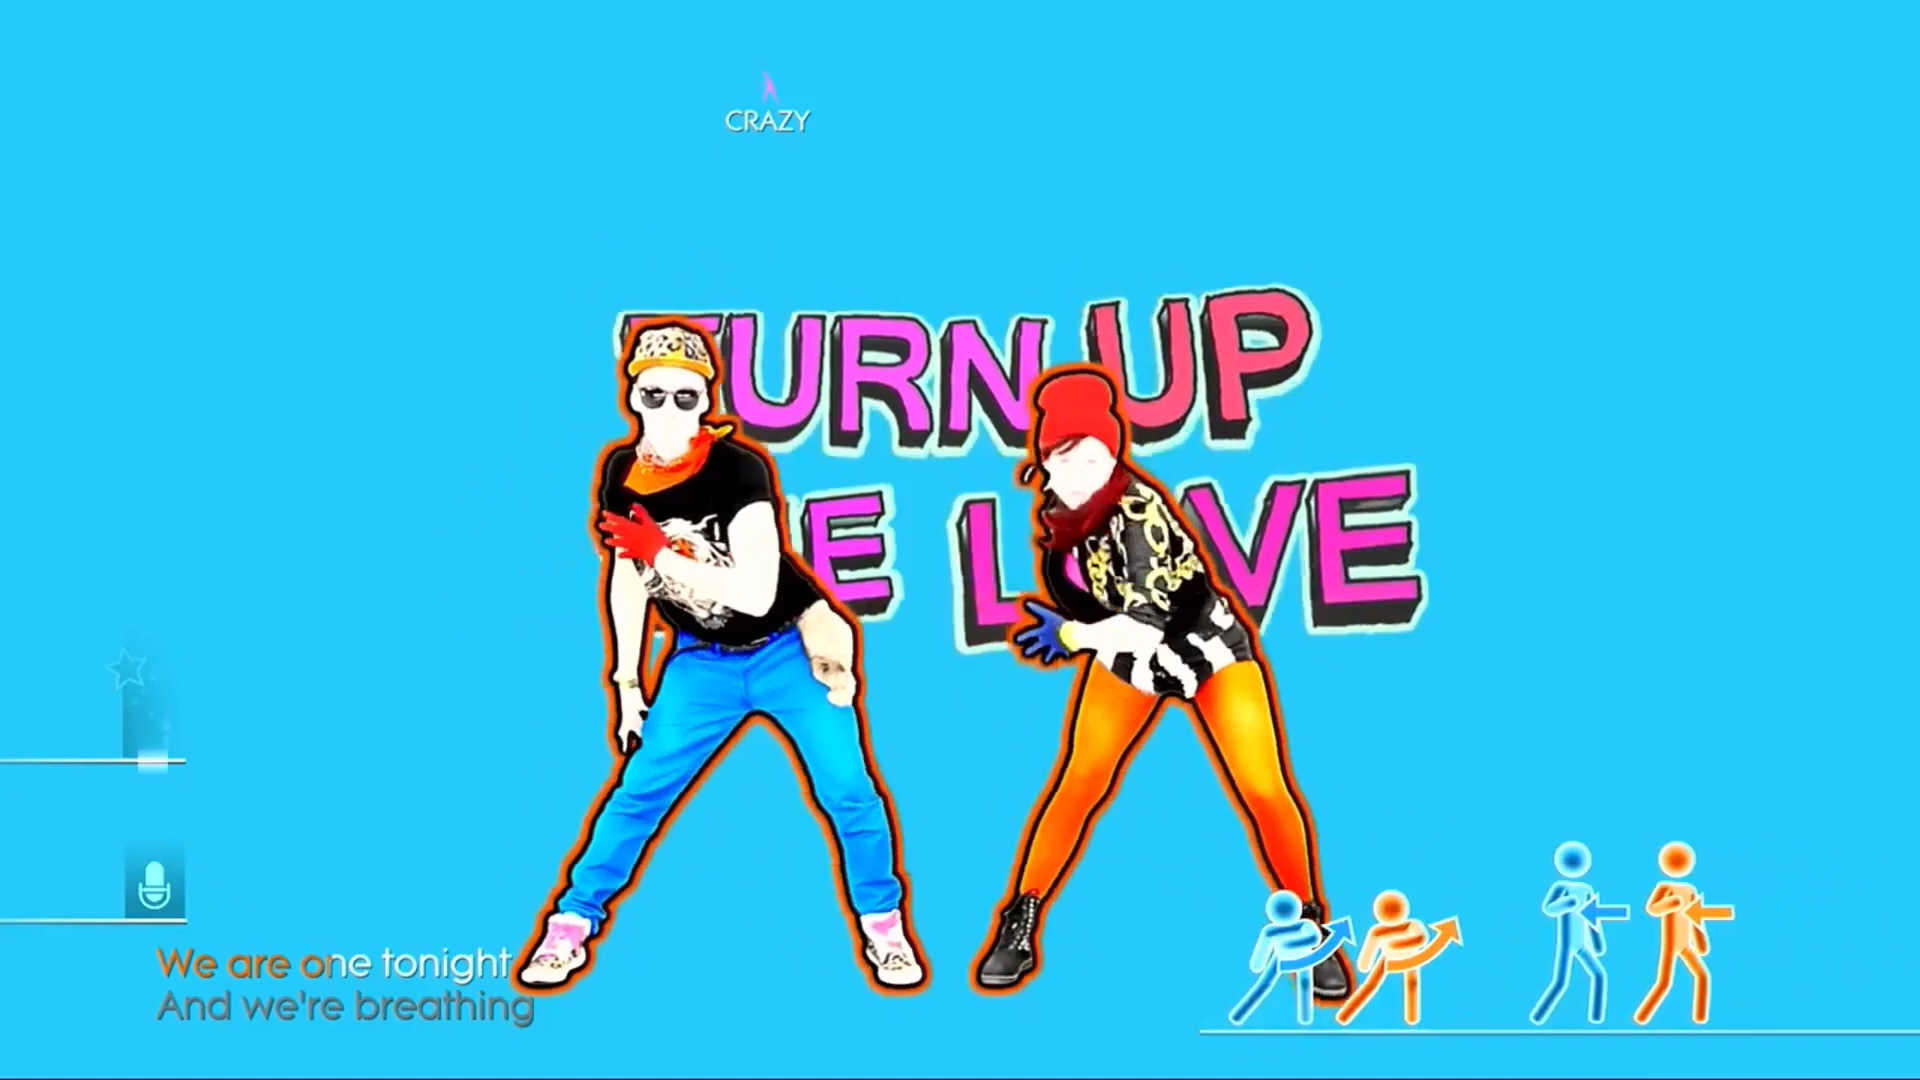 CRAZY
TURN UP
THE LOVE
We are one tonight
And we're breathing